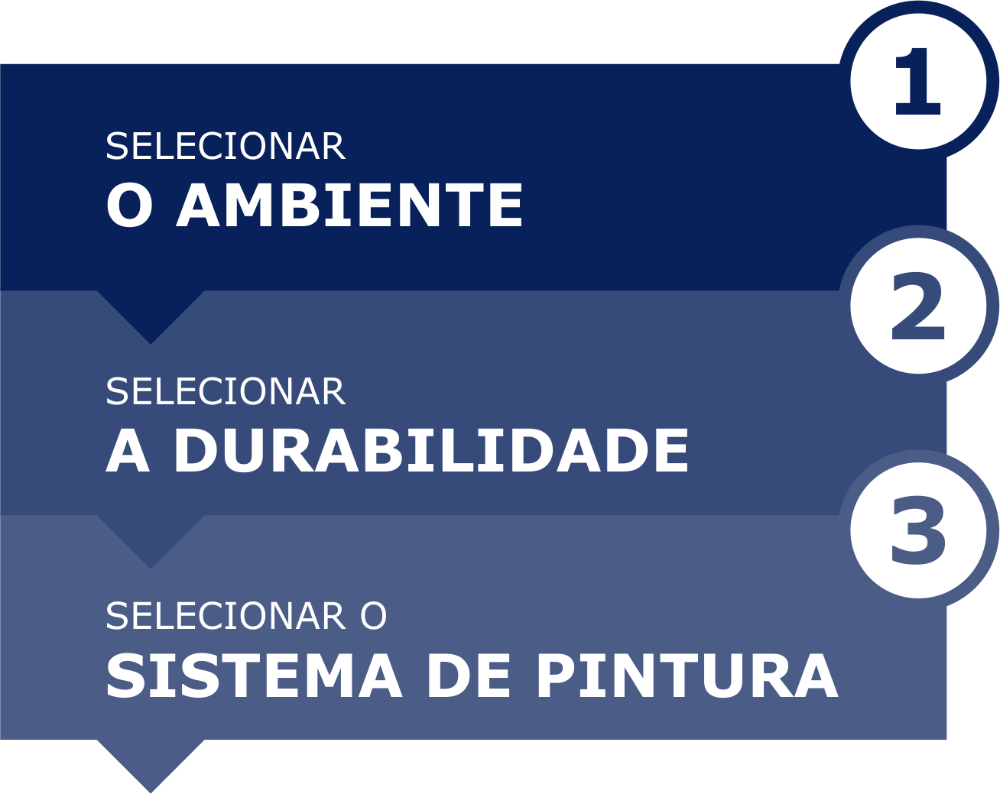 1
SELECIONAR
O AMBIENTE
2
SELECIONAR
A DURABILIDADE
3
SELECIONAR O
SISTEMA DE PINTURA